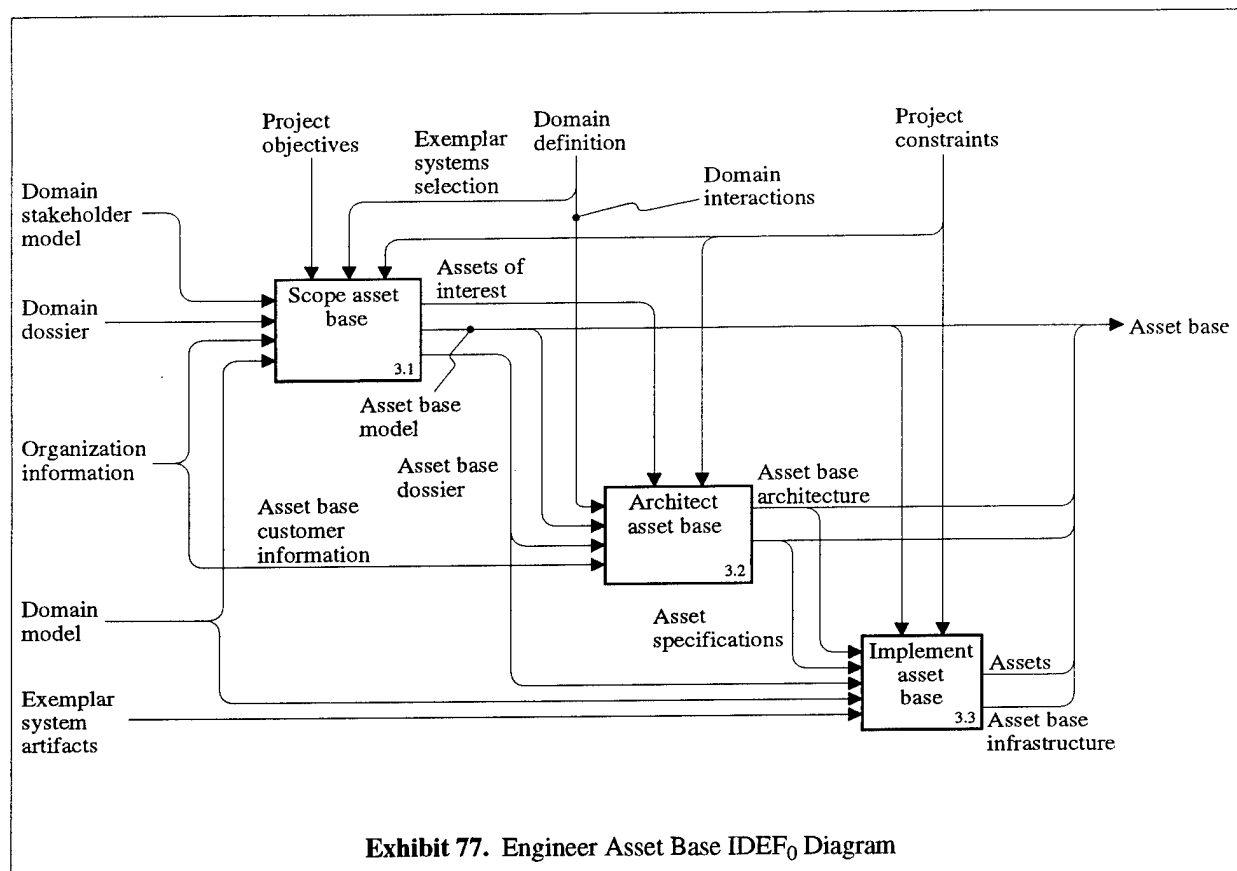 Project
objectives
Exemplar
systems
selection
Domain
definition
Project
constraints
Domain
interactions
Domain
stakeholder
model
Domain
dossier
Organization
information
Domain
model
Exemplar
system
artifacts
Scope asset
base
3.1
Assets of
interest
Asset base
model
Asset base
dossier
Asset base
customer
information
Architect
asset base
3.2
Asset base
architecture
Asset
specifications
Implement
asset
base
3.3
Assets
Asset base
infrastructure
Asset base
Exhibit 77. Engineer Asset Base IDEF0 Diagram